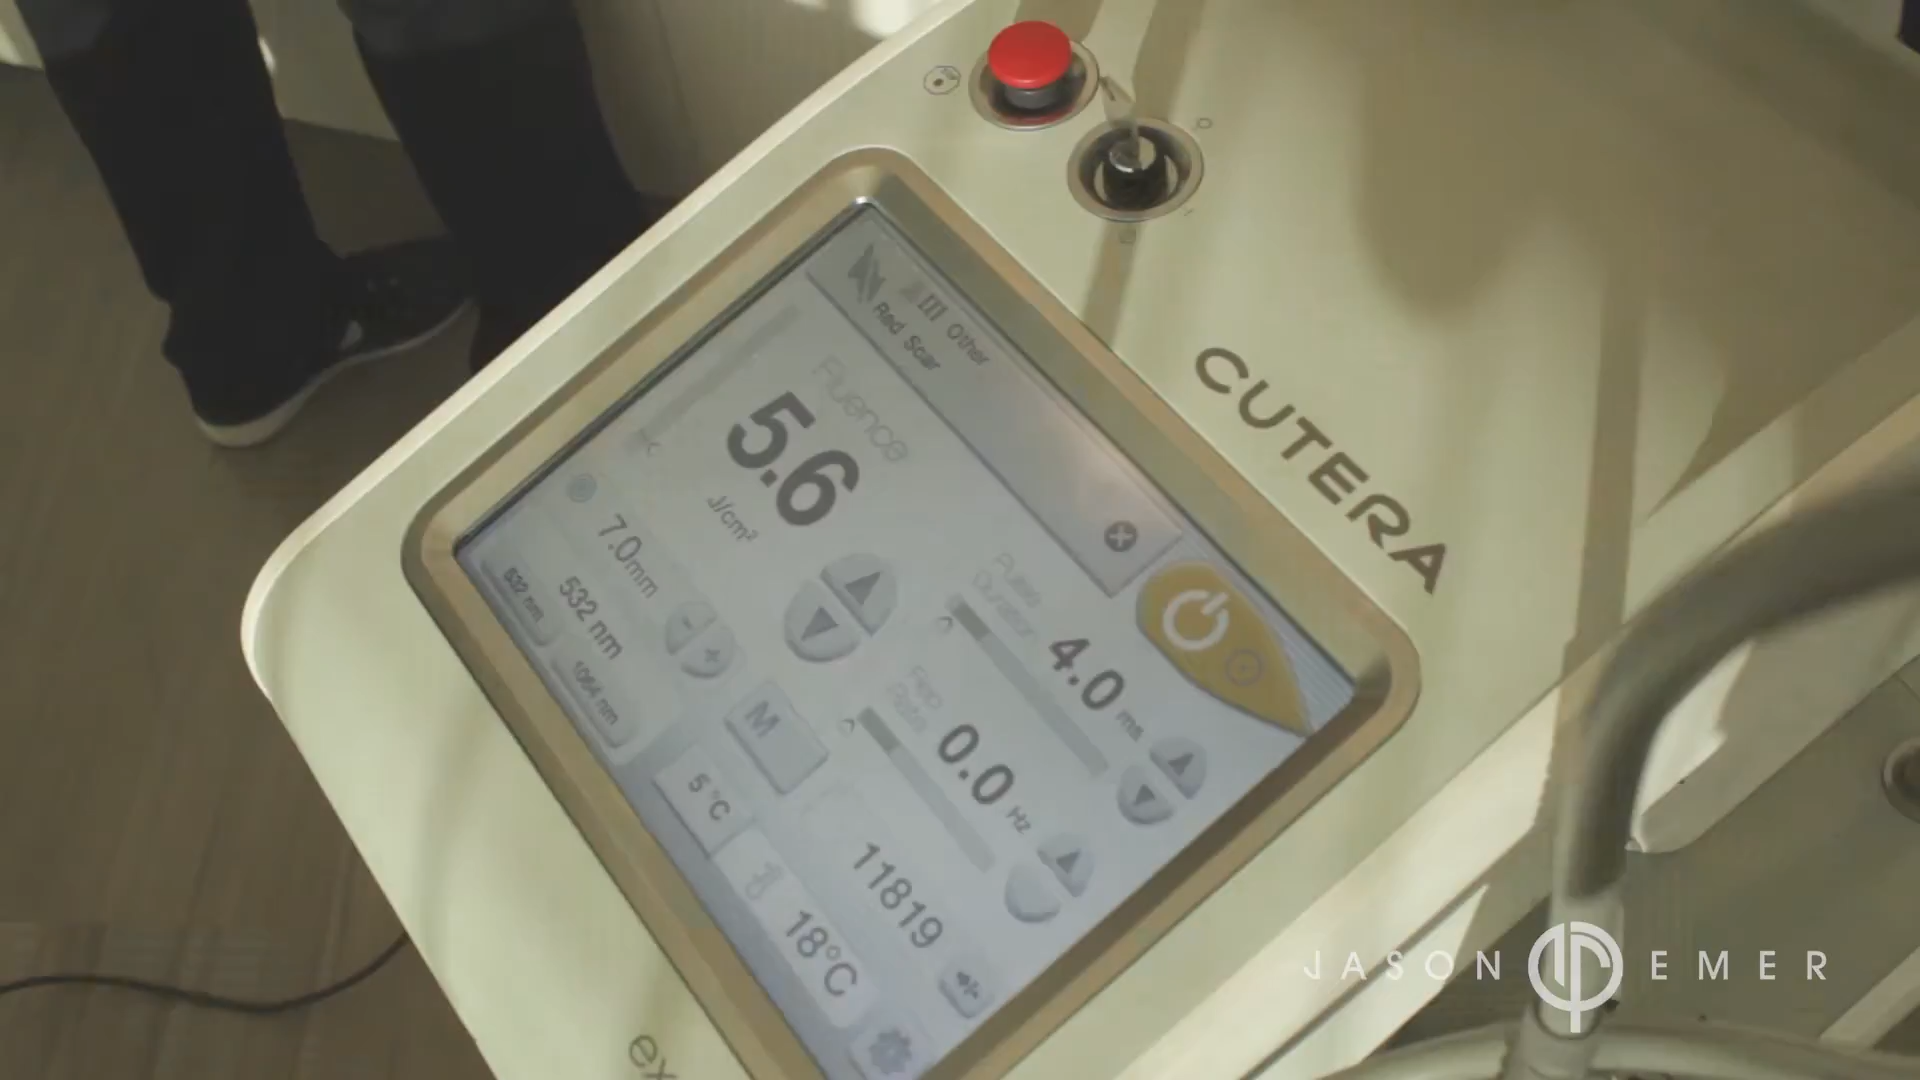 CUTERA
III Other
Red Scar
Fluence
5.6
J/cm²
7.0mm
532 nm
532 nm
1064 nm
Pulse
Duration
4.0 ms
Rep
Rate
0.0 Hz
M
5 °C
18°C
11819
ex
JASON EMER